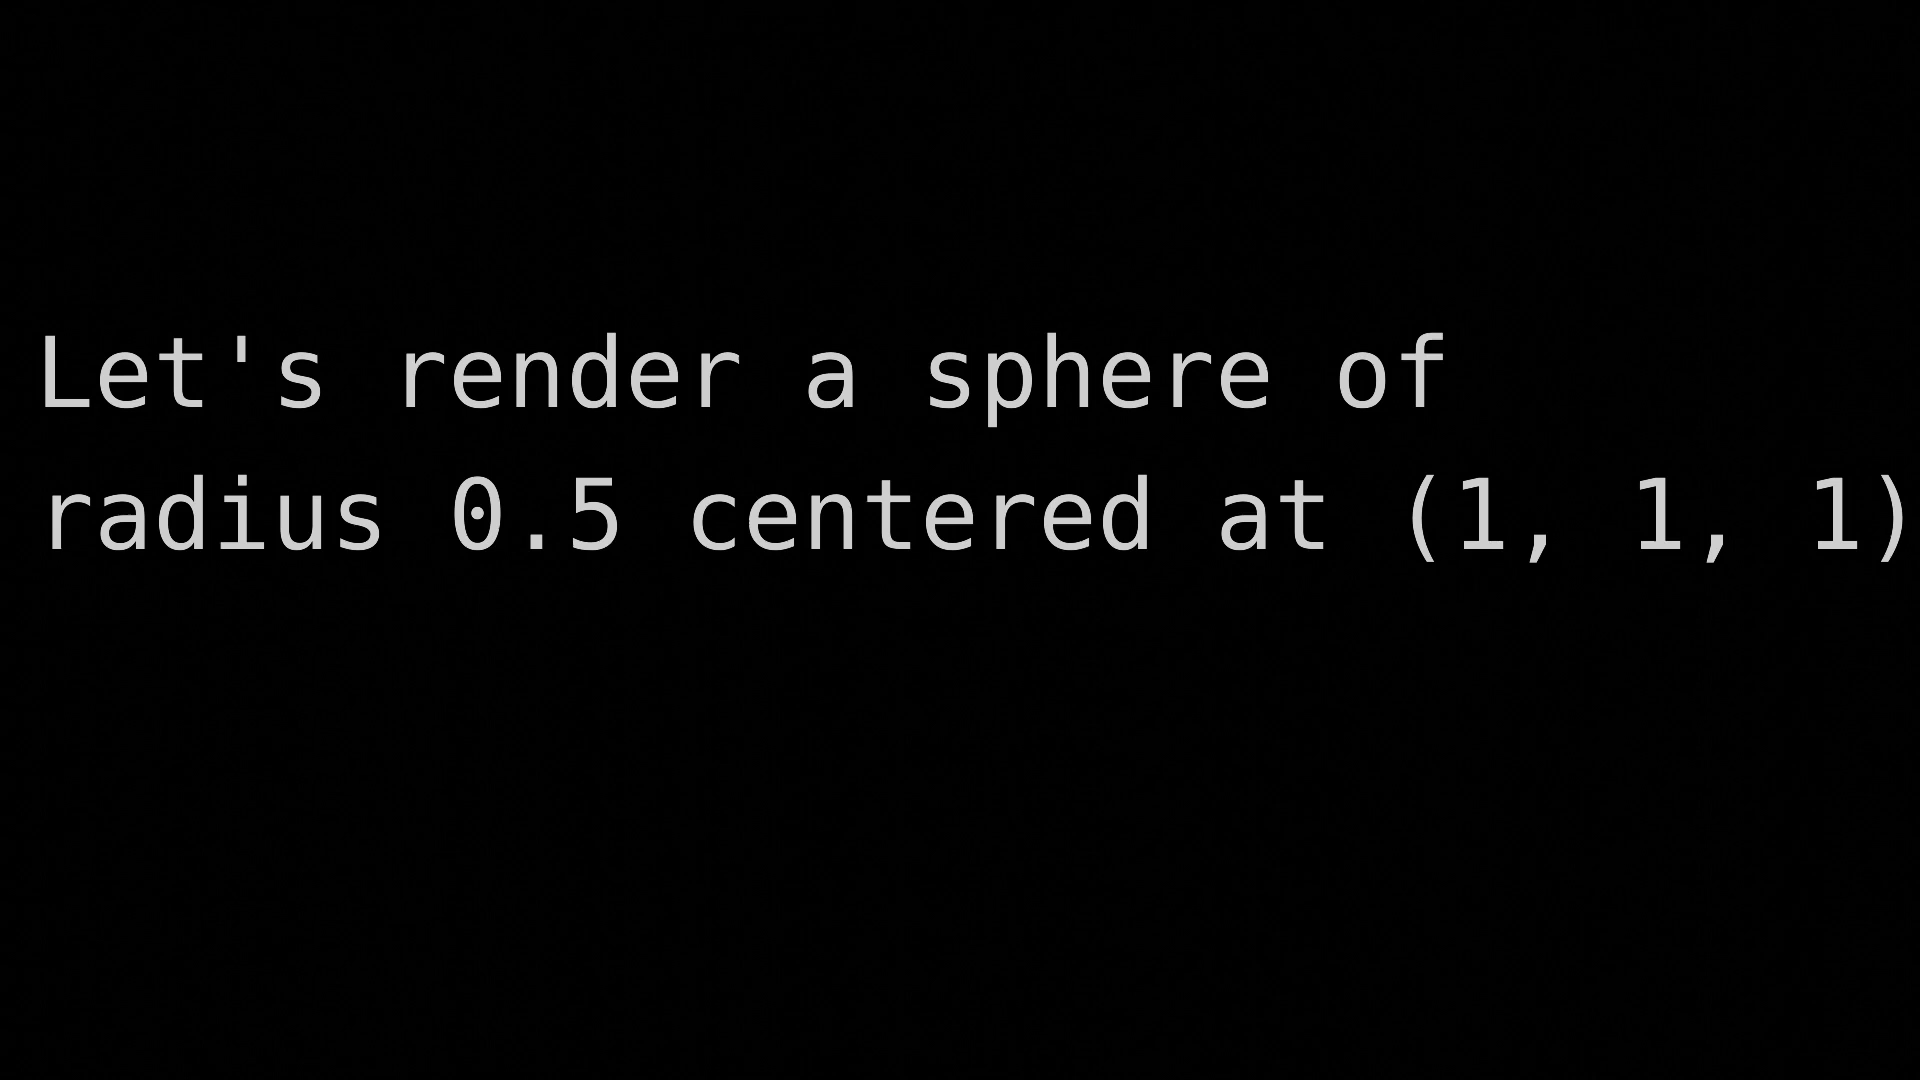 Let's render a sphere of
radius 0.5 centered at (1, 1, 1)